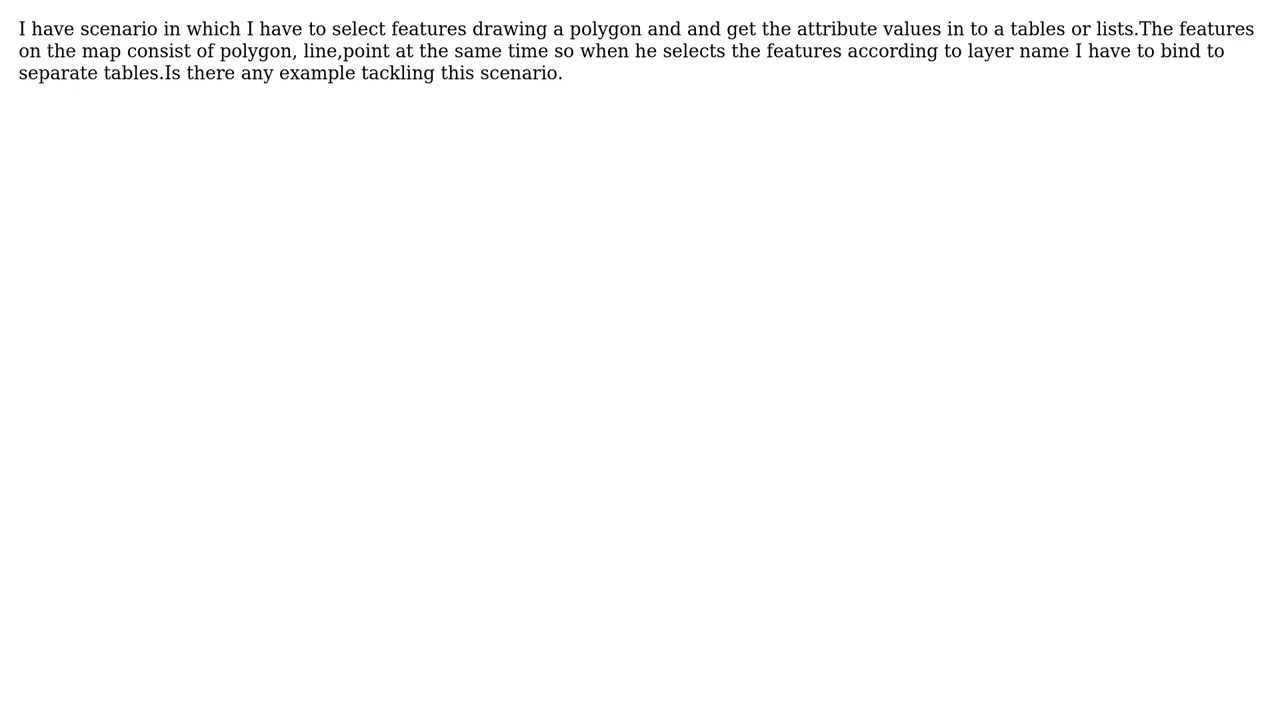 I have scenario in which I have to select features drawing a polygon and and get the attribute values in to a tables or lists.The features
on the map consist of polygon, line,point at the same time so when he selects the features according to layer name I have to bind to
separate tables.Is there any example tackling this scenario.